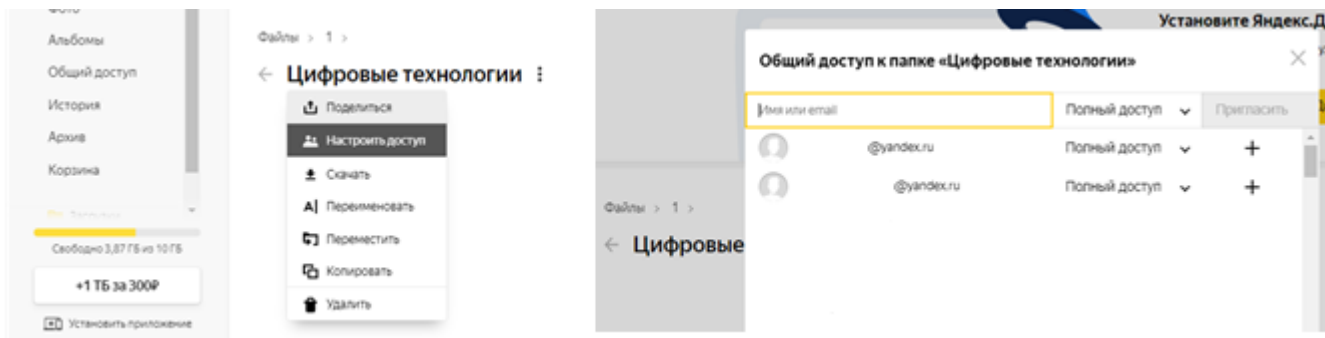 Фото
Альбомы
Общий доступ
История
Архив
Корзина
Загрузки
Свободно 3,87 ГБ из 10 ГБ
+1 ТБ за 300₽
Установить приложение
Файлы > 1 >
← Цифровые технологии
Поделиться
Настроить доступ
Скачать
Переименовать
Переместить
Копировать
Удалить
Установите Яндекс.Д
Файлы > 1 >
← Цифровые
Общий доступ к папке «Цифровые технологии»
Имя или email Полный доступ Пригласить
@yandex.ru Полный доступ +
@yandex.ru Полный доступ +